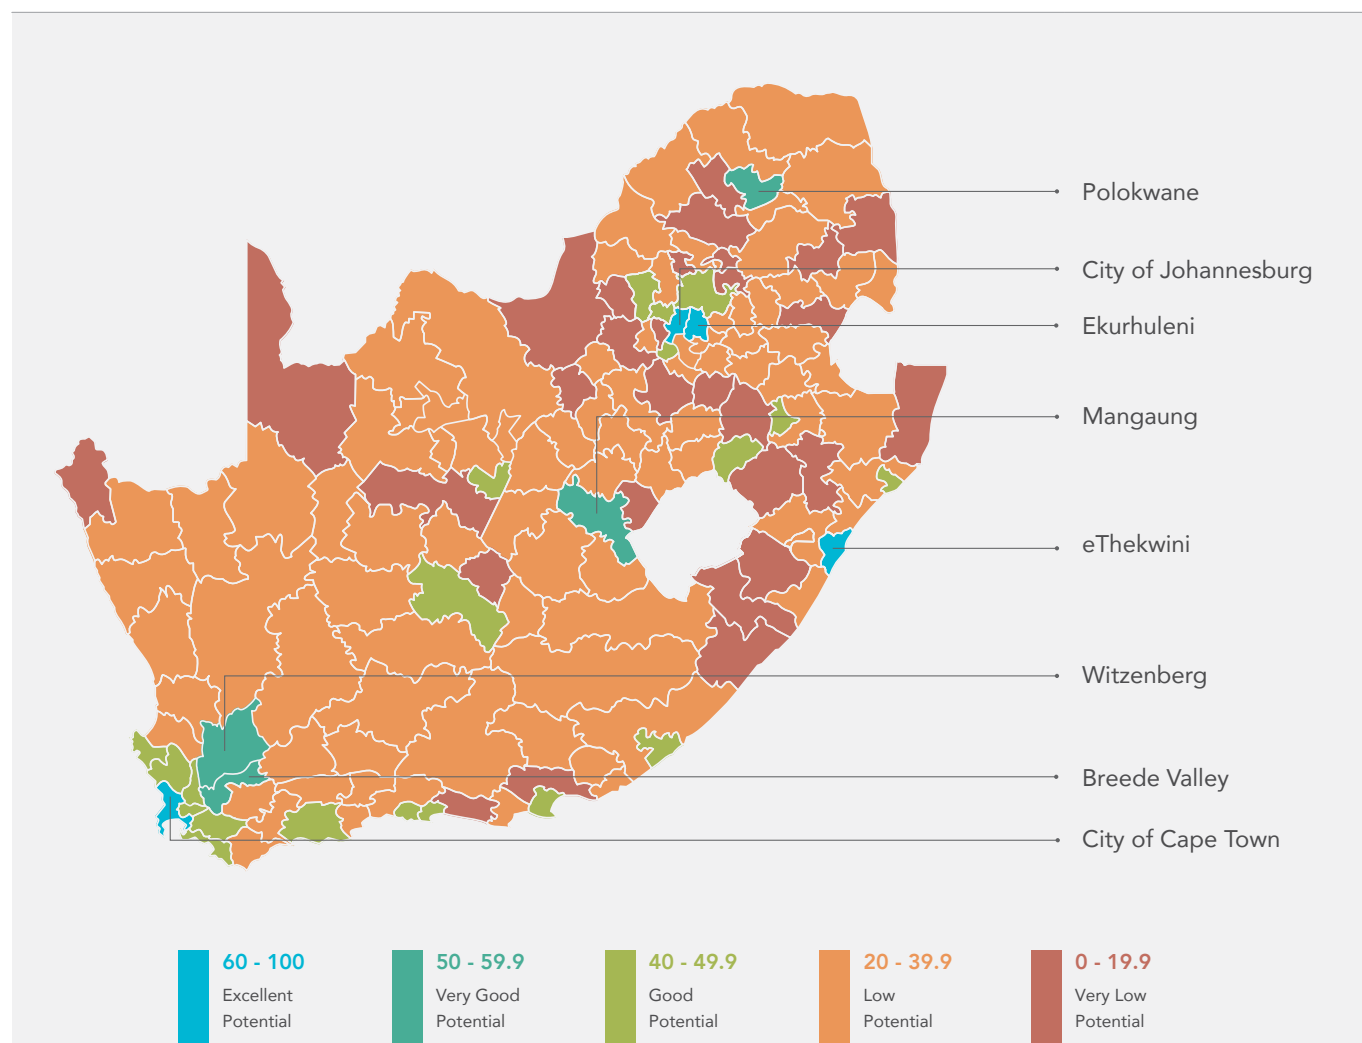 Polokwane
City of Johannesburg
Ekurhuleni
Mangaung
eThekwini
Witzenberg
Breede Valley
City of Cape Town
60 - 100
Excellent
Potential
50 - 59.9
Very Good
Potential
40 - 49.9
Good
Potential
20 - 39.9
Low
Potential
0 - 19.9
Very Low
Potential